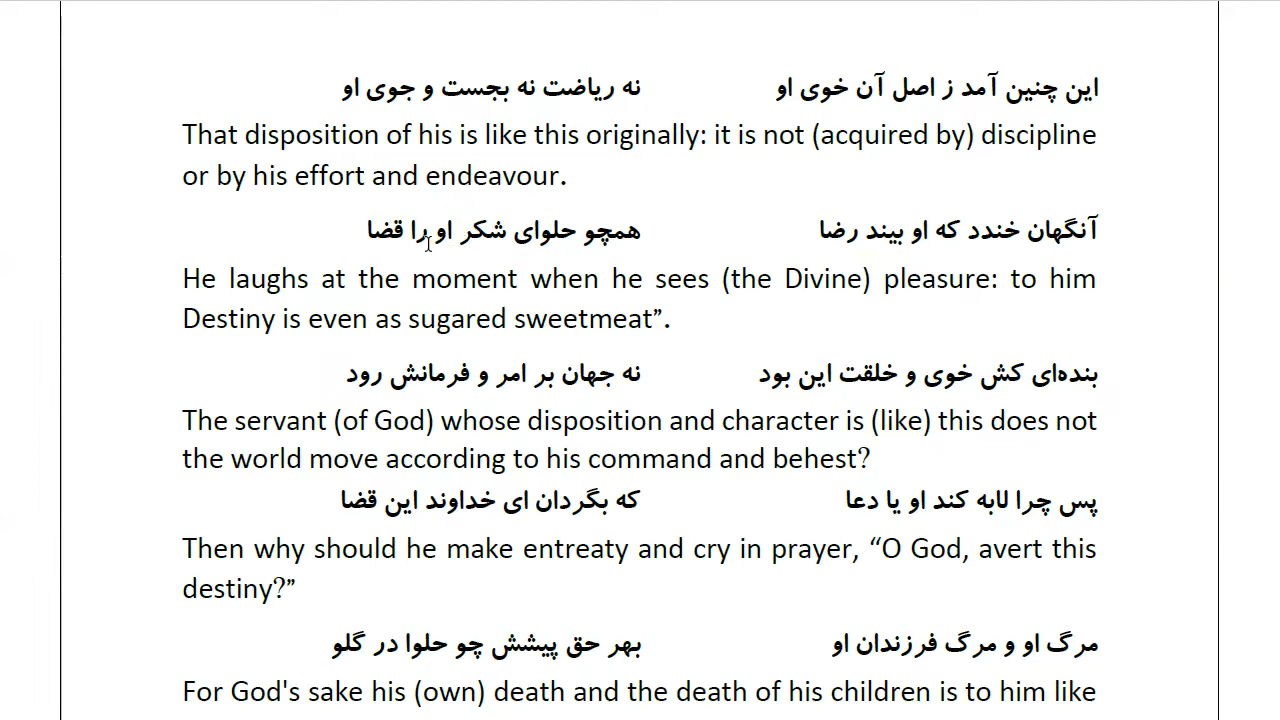 این چنین آمد ز اصل آن خوی او نه ریاضت نه بجست و جوی او
That disposition of his is like this originally: it is not (acquired by) discipline
or by his effort and endeavour.
آنگهان خندد که او بیند رضا همچو حلوای شکر او را قضا
He laughs at the moment when he sees (the Divine) pleasure: to him
Destiny is even as sugared sweetmeat”.
بنده‌ای کش خوی و خلقت این بود نه جهان بر امر و فرمانش رود
The servant (of God) whose disposition and character is (like) this does not
the world move according to his command and behest?
پس چرا لابه کند او یا دعا که بگردان ای خداوند این قضا
Then why should he make entreaty and cry in prayer, “O God, avert this
destiny?”
مرگ او و مرگ فرزندان او بهر حق پیشش چو حلوا در گلو
For God's sake his (own) death and the death of his children is to him like